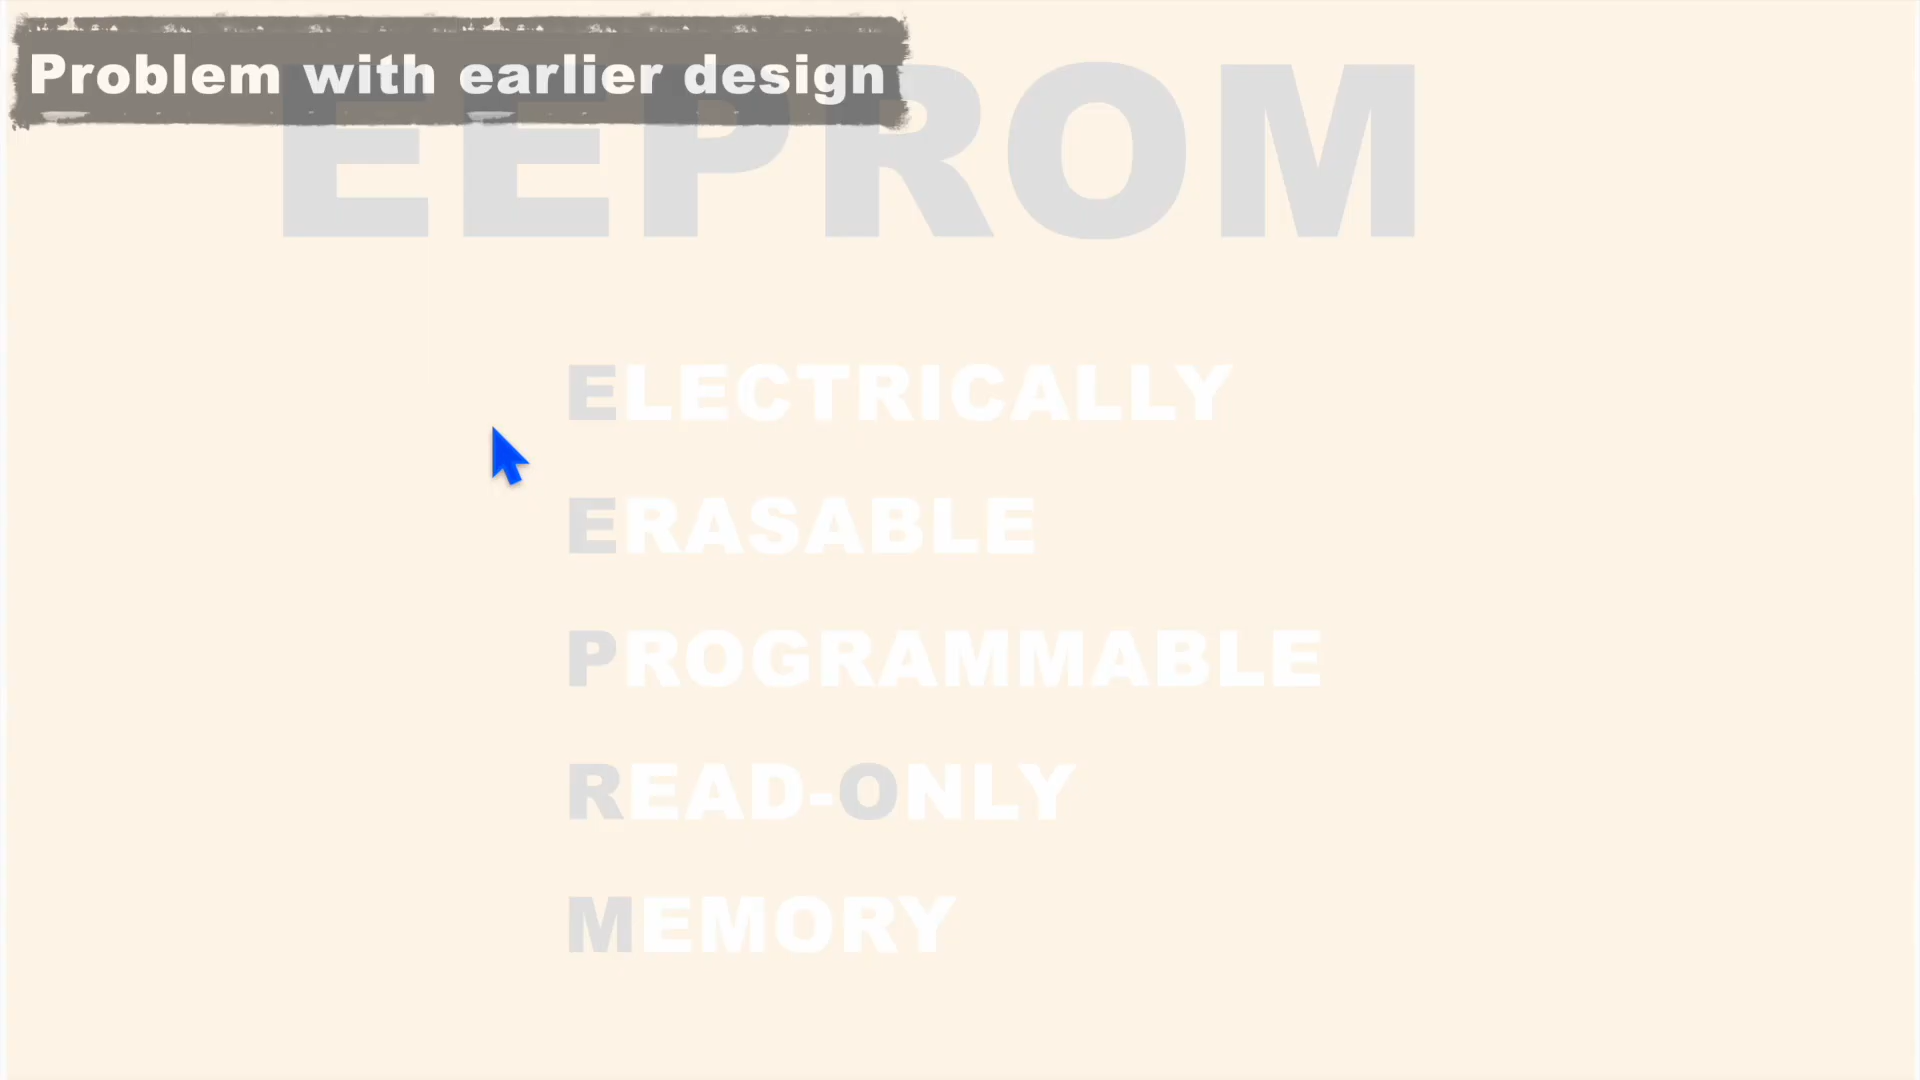 Problem with earlier design
EEPROM
ELECTRICALLY
ERASABLE
PROGRAMMABLE
READ-ONLY
MEMORY